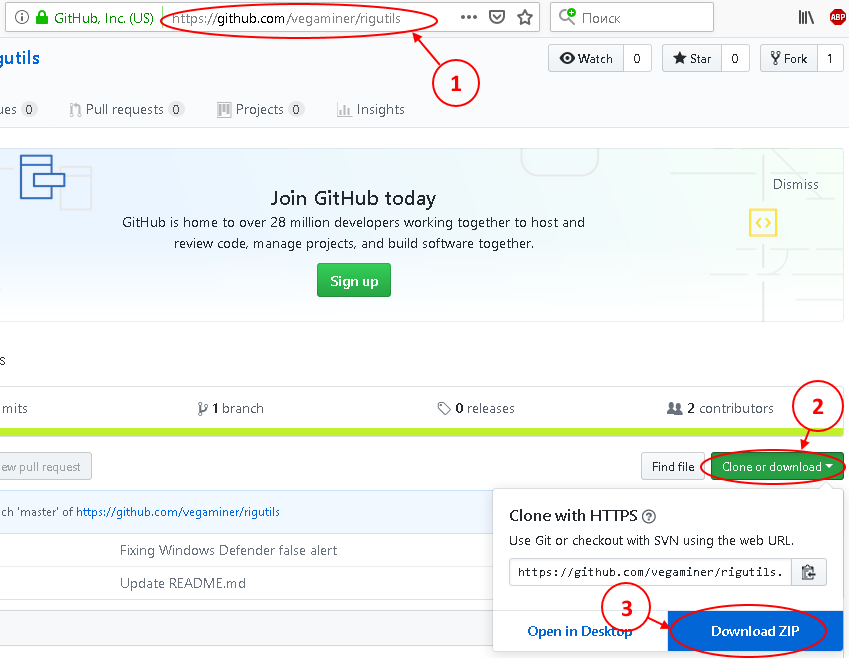 GitHub, Inc. (US) https://github.com/vegaminer/rigutils Поиск ABP
gutils
Watch 0 Star 0 Fork 1
1
ues 0 Pull requests 0 Projects 0 Insights
Join GitHub today
Dismiss
GitHub is home to over 28 million developers working together to host and
review code, manage projects, and build software together.
Sign up
s
mits 1 branch 0 releases 2 contributors
2
ew pull request Find file Clone or download
ch 'master' of https://github.com/vegaminer/rigutils
Fixing Windows Defender false alert
Update README.md
Clone with HTTPS ?
Use Git or checkout with SVN using the web URL.
https://github.com/vegaminer/rigutils.
3
Open in Desktop Download ZIP